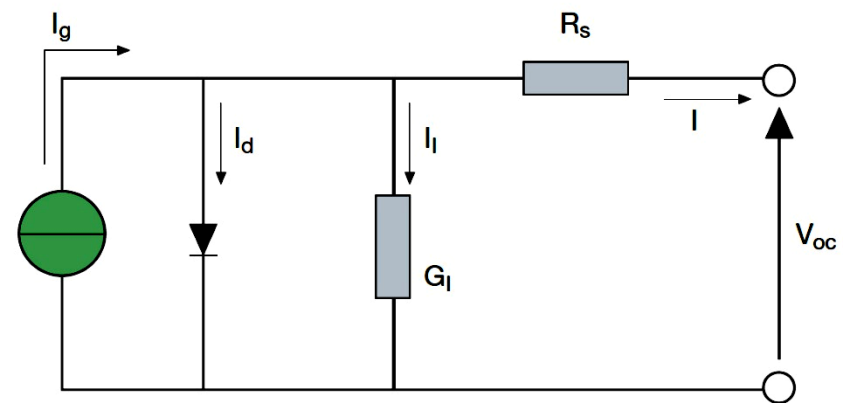 I_g
R_s
I_d
I_l
I
G_l
V_oc